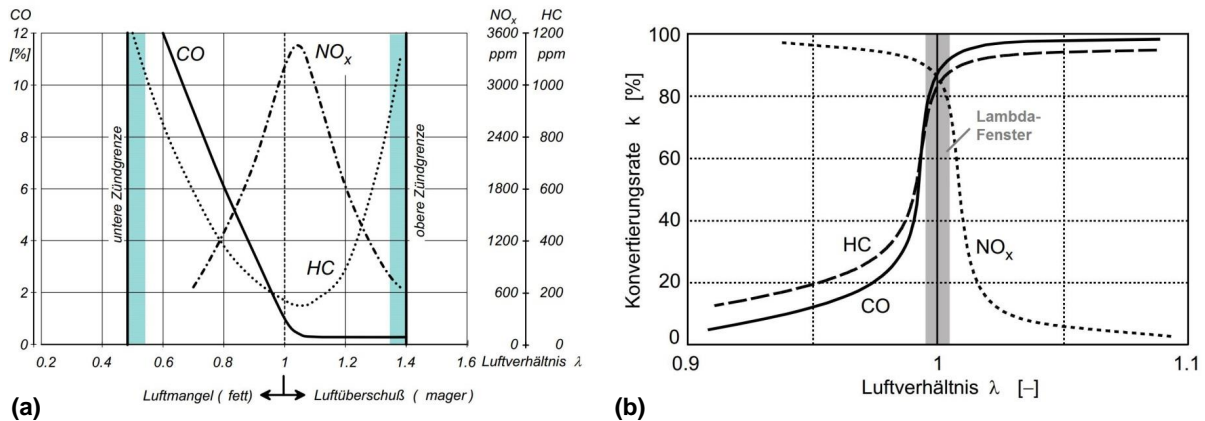 CO
[%]
12
10
8
6
4
2
0
NOx
ppm
3600
3000
2400
1800
1200
600
0
HC
ppm
1200
1000
800
600
400
200
0
CO
NOx
HC
untere Zündgrenze
obere Zündgrenze
0.2 0.4 0.6 0.8 1 1.2 1.4 1.6
Luftverhältnis λ
Luftmangel ( fett) Luftüberschuß ( mager)
(a)
Konvertierungsrate k [%]
100
80
60
40
20
0
Lambda-
Fenster
HC
CO
NOx
0.9 1 1.1
Luftverhältnis λ [–]
(b)